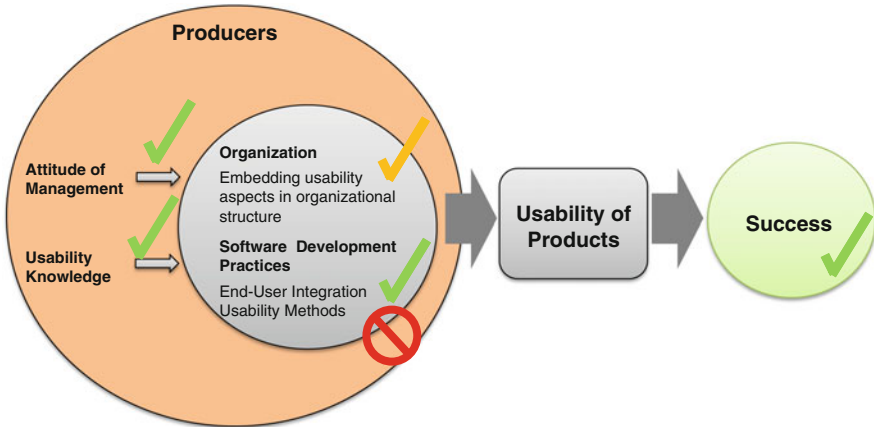 Producers
Attitude of
Management
Usability
Knowledge
Organization
Embedding usability
aspects in organizational
structure
Software Development
Practices
End-User Integration
Usability Methods
Usability of
Products
Success